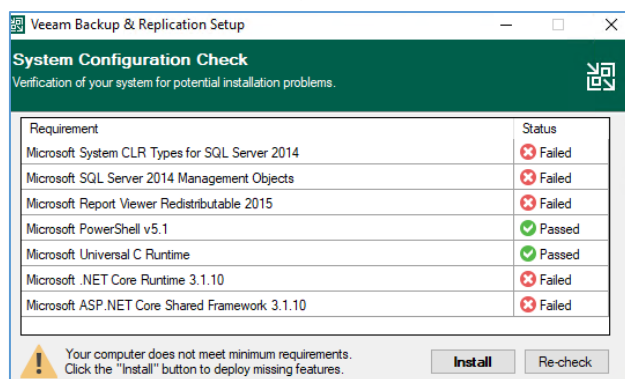 Veeam Backup & Replication Setup
System Configuration Check
Verification of your system for potential installation problems.
Requirement Status
Microsoft System CLR Types for SQL Server 2014 Failed
Microsoft SQL Server 2014 Management Objects Failed
Microsoft Report Viewer Redistributable 2015 Failed
Microsoft PowerShell v5.1 Passed
Microsoft Universal C Runtime Passed
Microsoft .NET Core Runtime 3.1.10 Failed
Microsoft ASP.NET Core Shared Framework 3.1.10 Failed
Your computer does not meet minimum requirements.
Click the "Install" button to deploy missing features.
Install Re-check